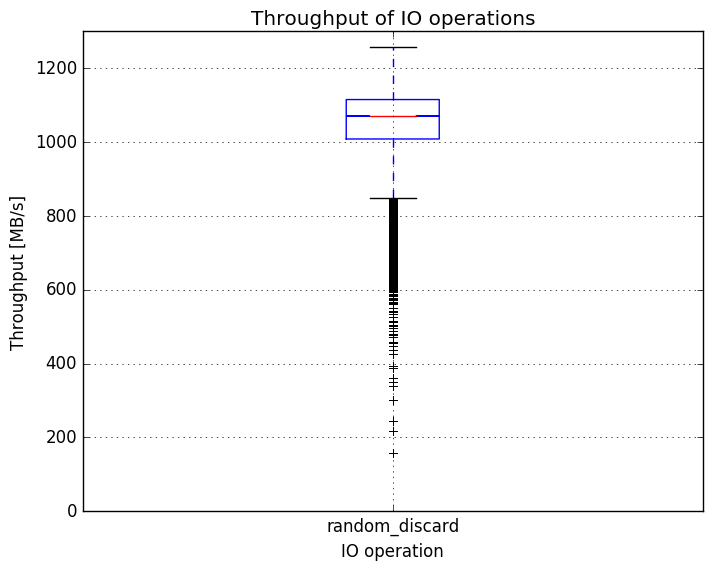 Throughput of IO operations
Throughput [MB/s]
1200
1000
800
600
400
200
0
random_discard
IO operation